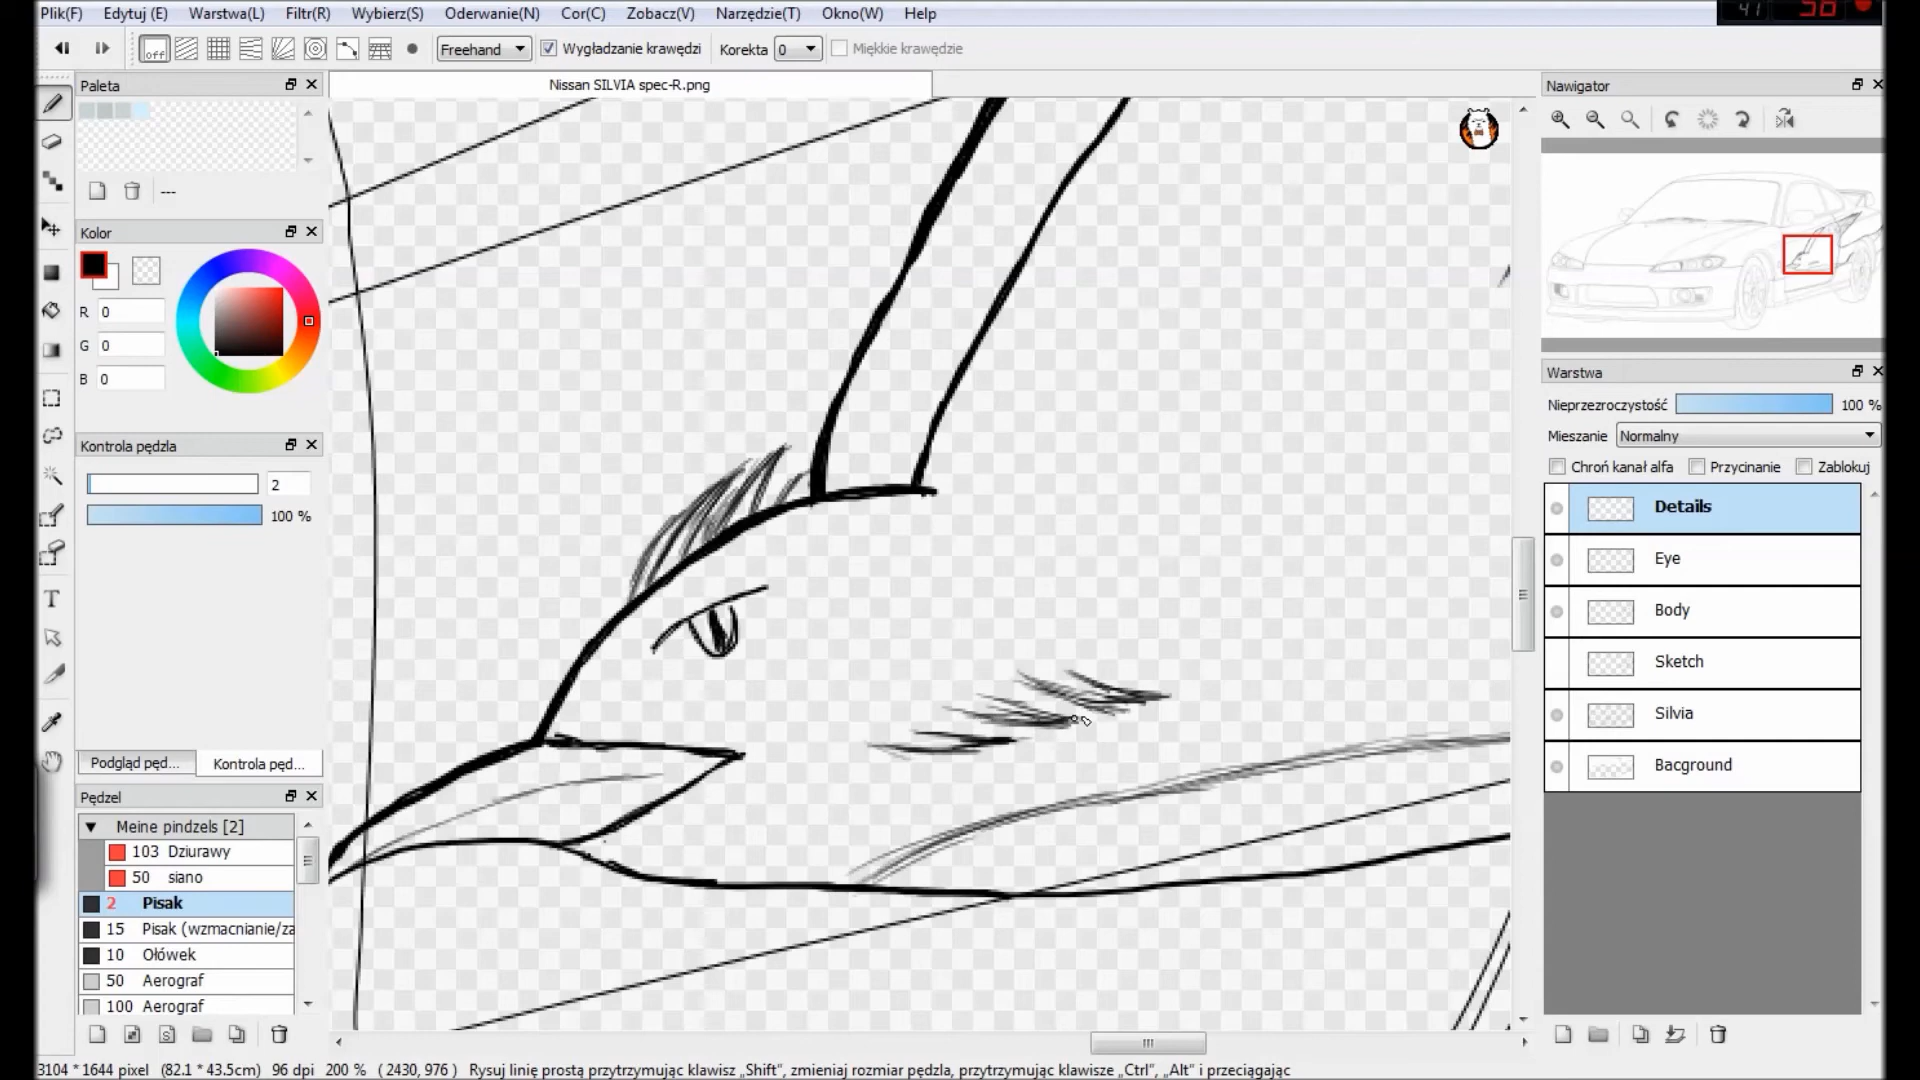 Plik(F) Edytuj (E) Warstwa(L) Filtr(R) Wybierz(S) Oderwanie(N) Cor(C) Zobacz(V) Narzędzie(T) Okno(W) Help
41 56
off Freehand Wygładzanie krawędzi Korekta 0 Miękkie krawędzie
Paleta
Nissan SILVIA spec-R.png
Nawigator
---
Kolor
R 0
G 0
B 0
Kontrola pędzla
2
100 %
Podgląd pęd... Kontrola pęd...
Pędzel
Meine pindzels [2]
103 Dziurawy
50 siano
2 Pisak
15 Pisak (wzmacnianie/za
10 Ołówek
50 Aerograf
100 Aerograf
Warstwa
Nieprzezroczystość 100 %
Mieszanie Normalny
Chroń kanał alfa Przycinanie Zablokuj
Details
Eye
Body
Sketch
Silvia
Bacground
3104 * 1644 pixel (82.1 * 43.5cm) 96 dpi 200 % ( 2430, 976 ) Rysuj linię prostą przytrzymując klawisz „Shift”, zmieniaj rozmiar pędzla, przytrzymując klawisze „Ctrl”, „Alt” i przeciągając